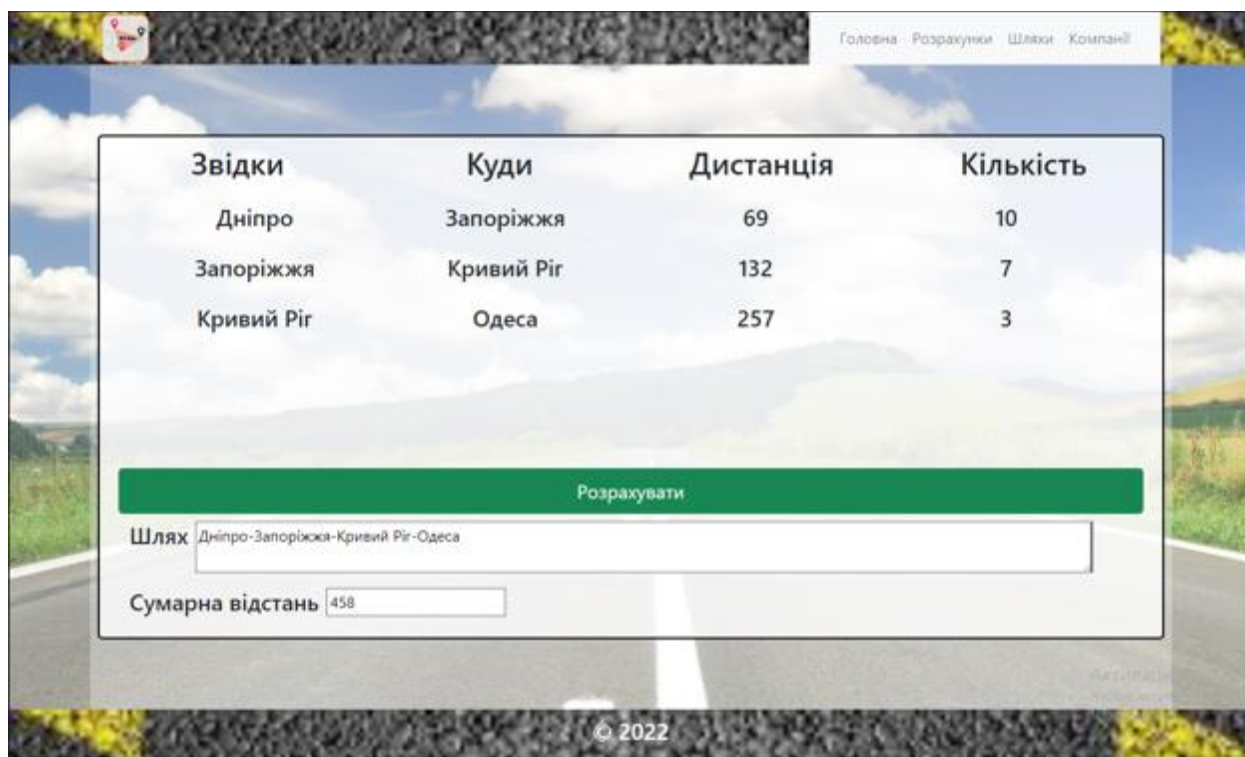 Головна Розрахунки Шляхи Компанії
Звідки Куди Дистанція Кількість
Дніпро Запоріжжя 69 10
Запоріжжя Кривий Ріг 132 7
Кривий Ріг Одеса 257 3
Розрахувати
Шлях Дніпро-Запоріжжя-Кривий Ріг-Одеса
Сумарна відстань 458
© 2022